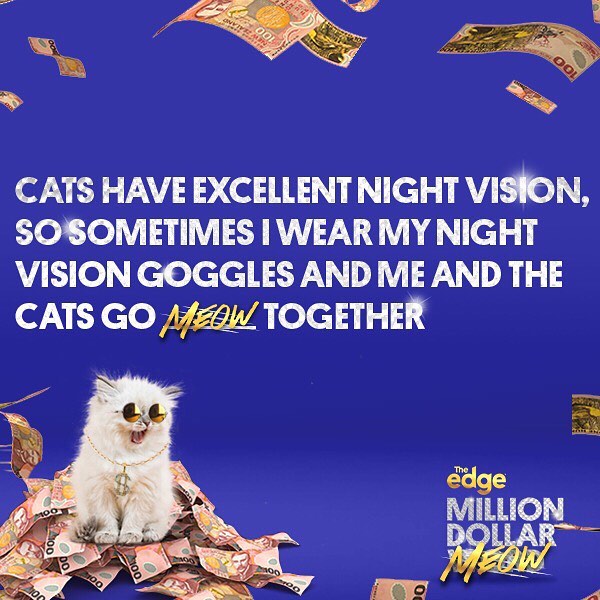 CATS HAVE EXCELLENT NIGHT VISION,
SO SOMETIMES I WEAR MY NIGHT
VISION GOGGLES AND ME AND THE
CATS GO MEOW TOGETHER
The
edge
MILLION
DOLLAR
MEOW